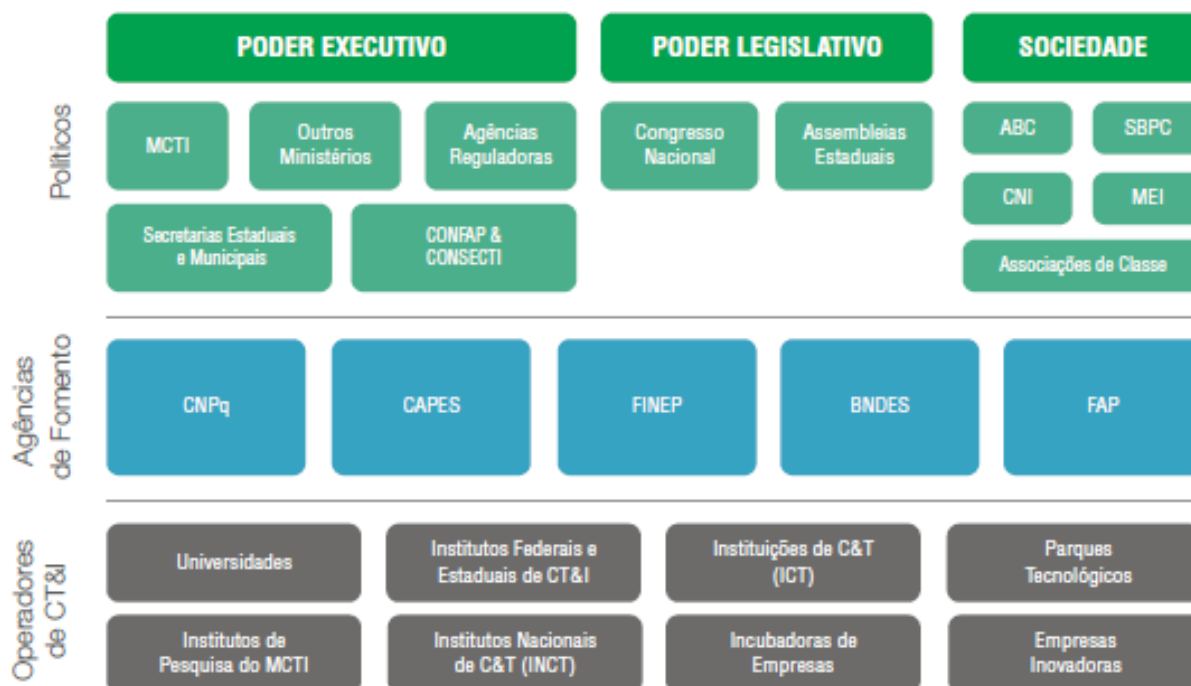 PODER EXECUTIVO
PODER LEGISLATIVO
SOCIEDADE
Políticos
MCTI
Outros
Ministérios
Agências
Reguladoras
Congresso
Nacional
Assembleias
Estaduais
ABC
SBPC
CNI
MEI
Secretarias Estaduais
e Municipais
CONFAP &
CONSECTI
Associações de Classe
Agências
de Fomento
CNPq
CAPES
FINEP
BNDES
FAP
Operadores
de CT&I
Universidades
Institutos Federais e
Estaduais de CT&I
Instituições de C&T
(ICT)
Parques
Tecnológicos
Institutos de
Pesquisa do MCTI
Institutos Nacionais
de C&T (INCT)
Incubadoras de
Empresas
Empresas
Inovadoras